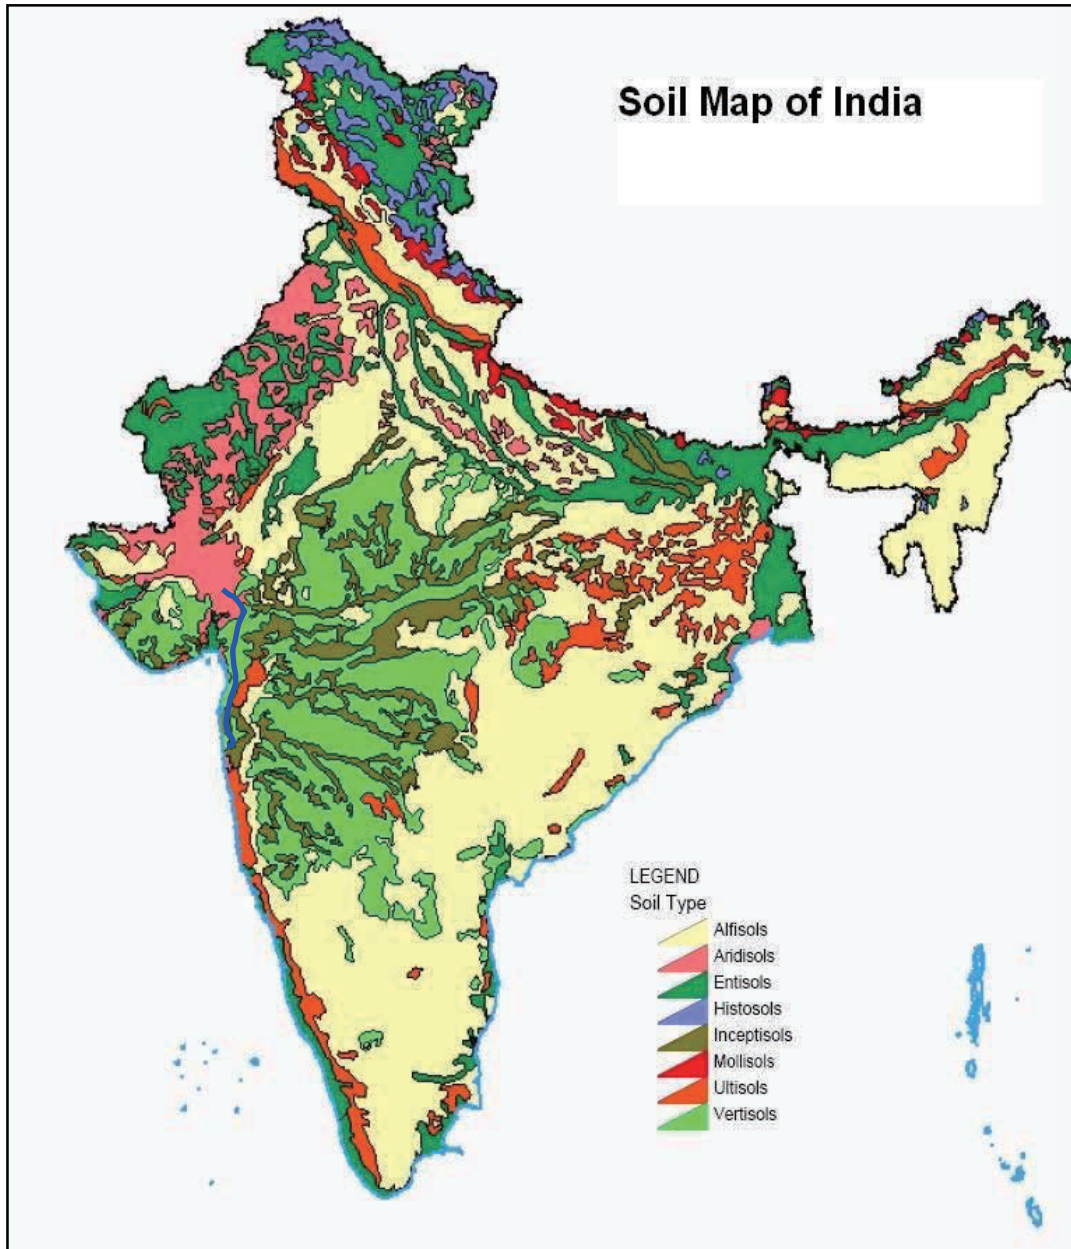 Soil Map of India
LEGEND
Soil Type
Alfisols
Aridisols
Entisols
Histosols
Inceptisols
Mollisols
Ultisols
Vertisols